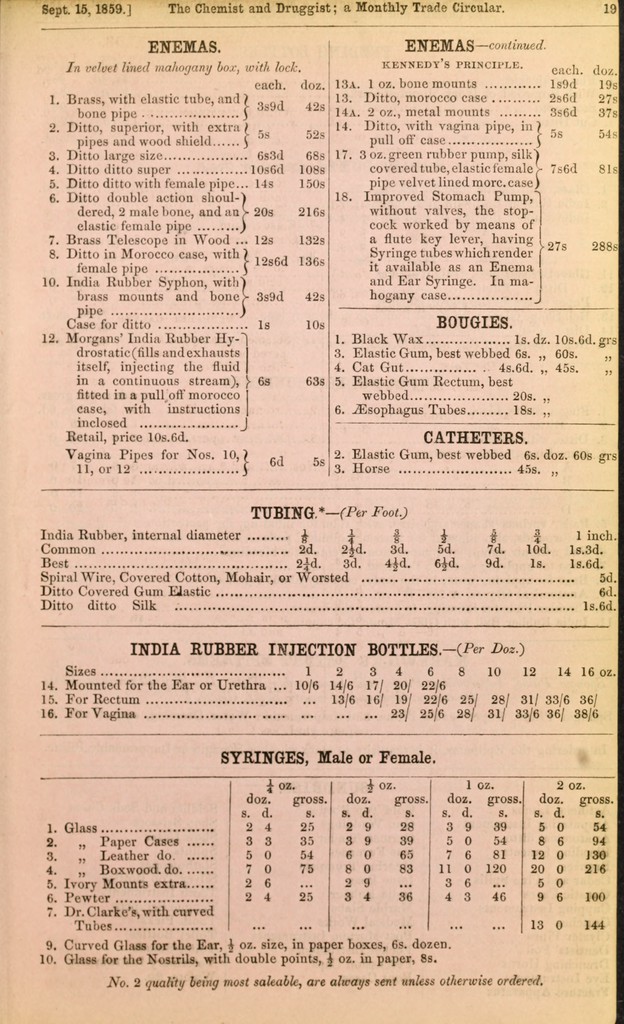 Sept. 15, 1859.] The Chemist and Druggist; a Monthly Trade Circular. 19
ENEMAS.
In velvet lined mahogany box, with lock.
each. doz.
1. Brass, with elastic tube, and
bone pipe . .................. } 3s9d 42s
2. Ditto, superior, with extra
pipes and wood shield...... } 5s 52s
3. Ditto large size.................. 6s3d 68s
4. Ditto ditto super ............... 10s6d 108s
5. Ditto ditto with female pipe... 14s 150s
6. Ditto double action shoul-
dered, 2 male bone, and an
elastic female pipe ......... } 20s 216s
7. Brass Telescope in Wood ... 12s 132s
8. Ditto in Morocco case, with
female pipe .................. } 12s6d 136s
10. India Rubber Syphon, with
brass mounts and bone
pipe ........................... } 3s9d 42s
Case for ditto .................. 1s 10s
12. Morgans' India Rubber Hy-
drostatic (fills and exhausts
itself, injecting the fluid
in a continuous stream),
fitted in a pull off morocco
case, with instructions
inclosed ..................... } 6s 63s
Retail, price 10s.6d.
Vagina Pipes for Nos. 10,
11, or 12 ..................... } 6d 5s
ENEMAS—continued.
KENNEDY'S PRINCIPLE.
each. doz.
13A. 1 oz. bone mounts ............ 1s9d 19s
13. Ditto, morocco case .......... 2s6d 27s
14A. 2 oz., metal mounts ......... 3s6d 37s
14. Ditto, with vagina pipe, in
pull off case.................. } 5s 54s
17. 3 oz. green rubber pump, silk
covered tube, elastic female
pipe velvet lined morc. case } 7s6d 81s
18. Improved Stomach Pump,
without valves, the stop-
cock worked by means of
a flute key lever, having
Syringe tubes which render
it available as an Enema
and Ear Syringe. In ma-
hogany case.................. } 27s 288s
BOUGIES.
1. Black Wax.................. 1s. dz. 10s.6d. grs
3. Elastic Gum, best webbed 6s. „ 60s. „
4. Cat Gut................ .. 4s.6d. „ 45s. „
5. Elastic Gum Rectum, best
webbed....................... 20s. „
6. Æsophagus Tubes......... 18s. „
CATHETERS.
2. Elastic Gum, best webbed 6s. doz. 60s grs
3. Horse ........................ 45s. „
TUBING.*—(Per Foot.)
India Rubber, internal diameter ......... ⅛ ¼ ⅜ ½ ⅝ ¾ 1 inch.
Common .......................................... 2d. 2½d. 3d. 5d. 7d. 10d. 1s.3d.
Best ................................................ 2¼d. 3d. 4½d. 6½d. 9d. 1s. 1s.6d.
Spiral Wire, Covered Cotton, Mohair, or Worsted .................................... 5d.
Ditto Covered Gum Elastic ............................................................ 6d.
Ditto ditto Silk ............................................................ 1s.6d.
INDIA RUBBER INJECTION BOTTLES.—(Per Doz.)
Sizes ..................................... 1 2 3 4 6 8 10 12 14 16 oz.
14. Mounted for the Ear or Urethra ... 10/6 14/6 17/ 20/ 22/6
15. For Rectum ............................. ... 13/6 16/ 19/ 22/6 25/ 28/ 31/ 33/6 36/
16. For Vagina ............................. ... ... ... 23/ 25/6 28/ 31/ 33/6 36/ 38/6
SYRINGES, Male or Female.
¼ oz. ½ oz. 1 oz. 2 oz.
doz. gross. doz. gross. doz. gross. doz. gross.
s. d. s. s. d. s. s. d. s. s. d. s.
1. Glass ........................ 2 4 25 2 9 28 3 9 39 5 0 54
2. „ Paper Cases ...... 3 3 35 3 9 39 5 0 54 8 6 94
3. „ Leather do. ...... 5 0 54 6 0 65 7 6 81 12 0 130
4. „ Boxwood. do. ...... 7 0 75 8 0 83 11 0 120 20 0 216
5. Ivory Mounts extra...... 2 6 ... 2 9 ... 3 6 ... 5 0
6. Pewter ..................... 2 4 25 3 4 36 4 3 46 9 6 100
7. Dr. Clarke's, with curved
Tubes...................... ... ... ... ... ... ... 13 0 144
9. Curved Glass for the Ear, ½ oz. size, in paper boxes, 6s. dozen.
10. Glass for the Nostrils, with double points, ½ oz. in paper, 8s.
No. 2 quality being most saleable, are always sent unless otherwise ordered.